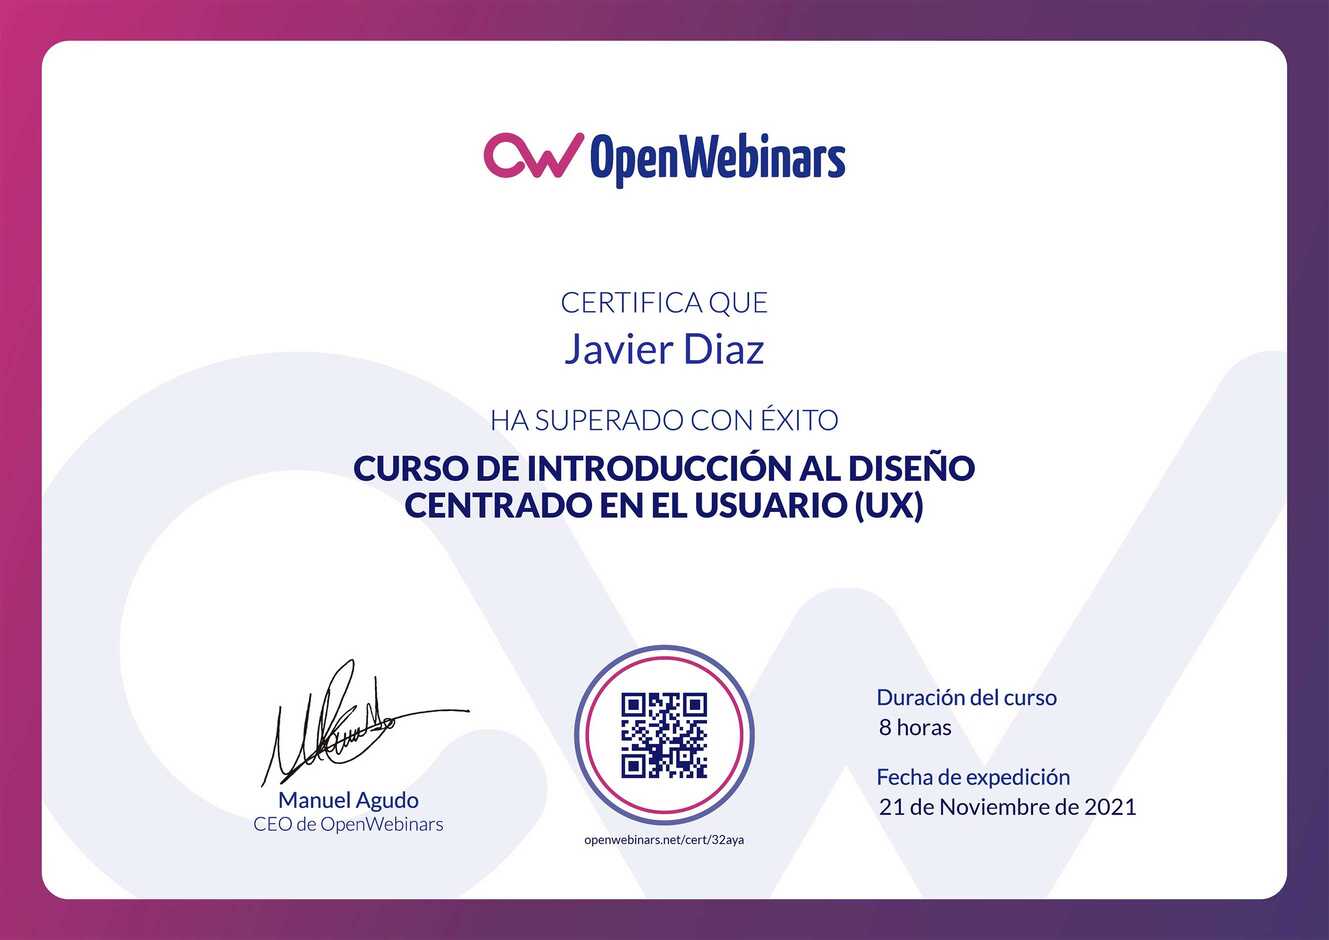 OpenWebinars
CERTIFICA QUE
Javier Diaz
HA SUPERADO CON ÉXITO
CURSO DE INTRODUCCIÓN AL DISEÑO
CENTRADO EN EL USUARIO (UX)
Manuel Agudo
CEO de OpenWebinars
openwebinars.net/cert/32aya
Duración del curso
8 horas
Fecha de expedición
21 de Noviembre de 2021